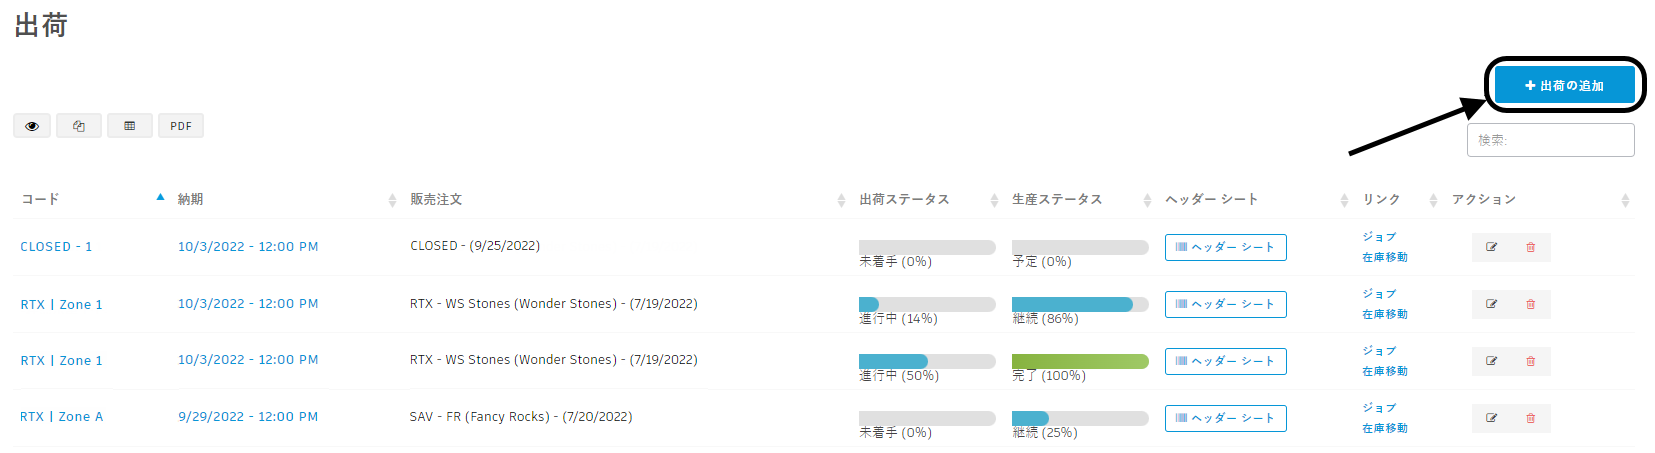 出荷
+ 出荷の追加
PDF
検索:
コード 納期 販売注文 出荷ステータス 生産ステータス ヘッダー シート リンク アクション
CLOSED - 1 10/3/2022 - 12:00 PM CLOSED - (9/25/2022) 未着手 (0%) 予定 (0%) ヘッダー シート ジョブ
在庫移動
RTX | Zone 1 10/3/2022 - 12:00 PM RTX - WS Stones (Wonder Stones) - (7/19/2022) 進行中 (14%) 継続 (86%) ヘッダー シート ジョブ
在庫移動
RTX | Zone 1 10/3/2022 - 12:00 PM RTX - WS Stones (Wonder Stones) - (7/19/2022) 進行中 (50%) 完了 (100%) ヘッダー シート ジョブ
在庫移動
RTX | Zone A 9/29/2022 - 12:00 PM SAV - FR (Fancy Rocks) - (7/20/2022) 未着手 (0%) 継続 (25%) ヘッダー シート ジョブ
在庫移動